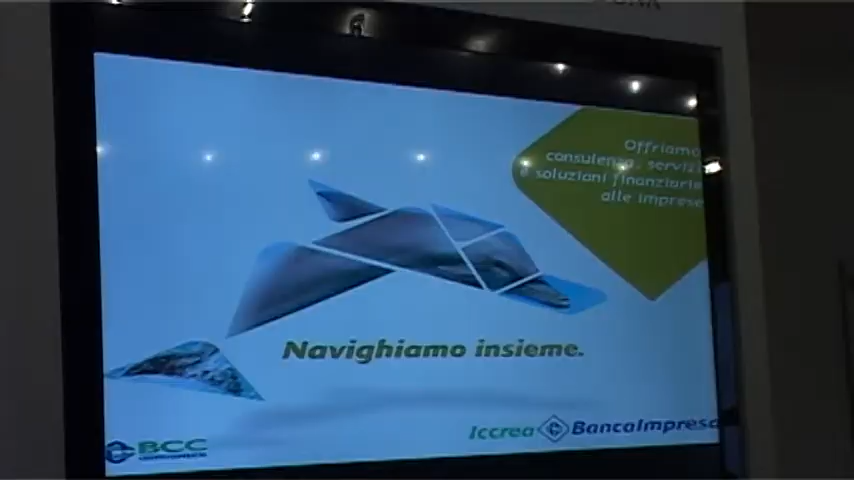 Offriamo
consulenza, servizi
e soluzioni finanziarie
alle imprese
Navighiamo insieme.
BCC
Iccrea BancaImpresa